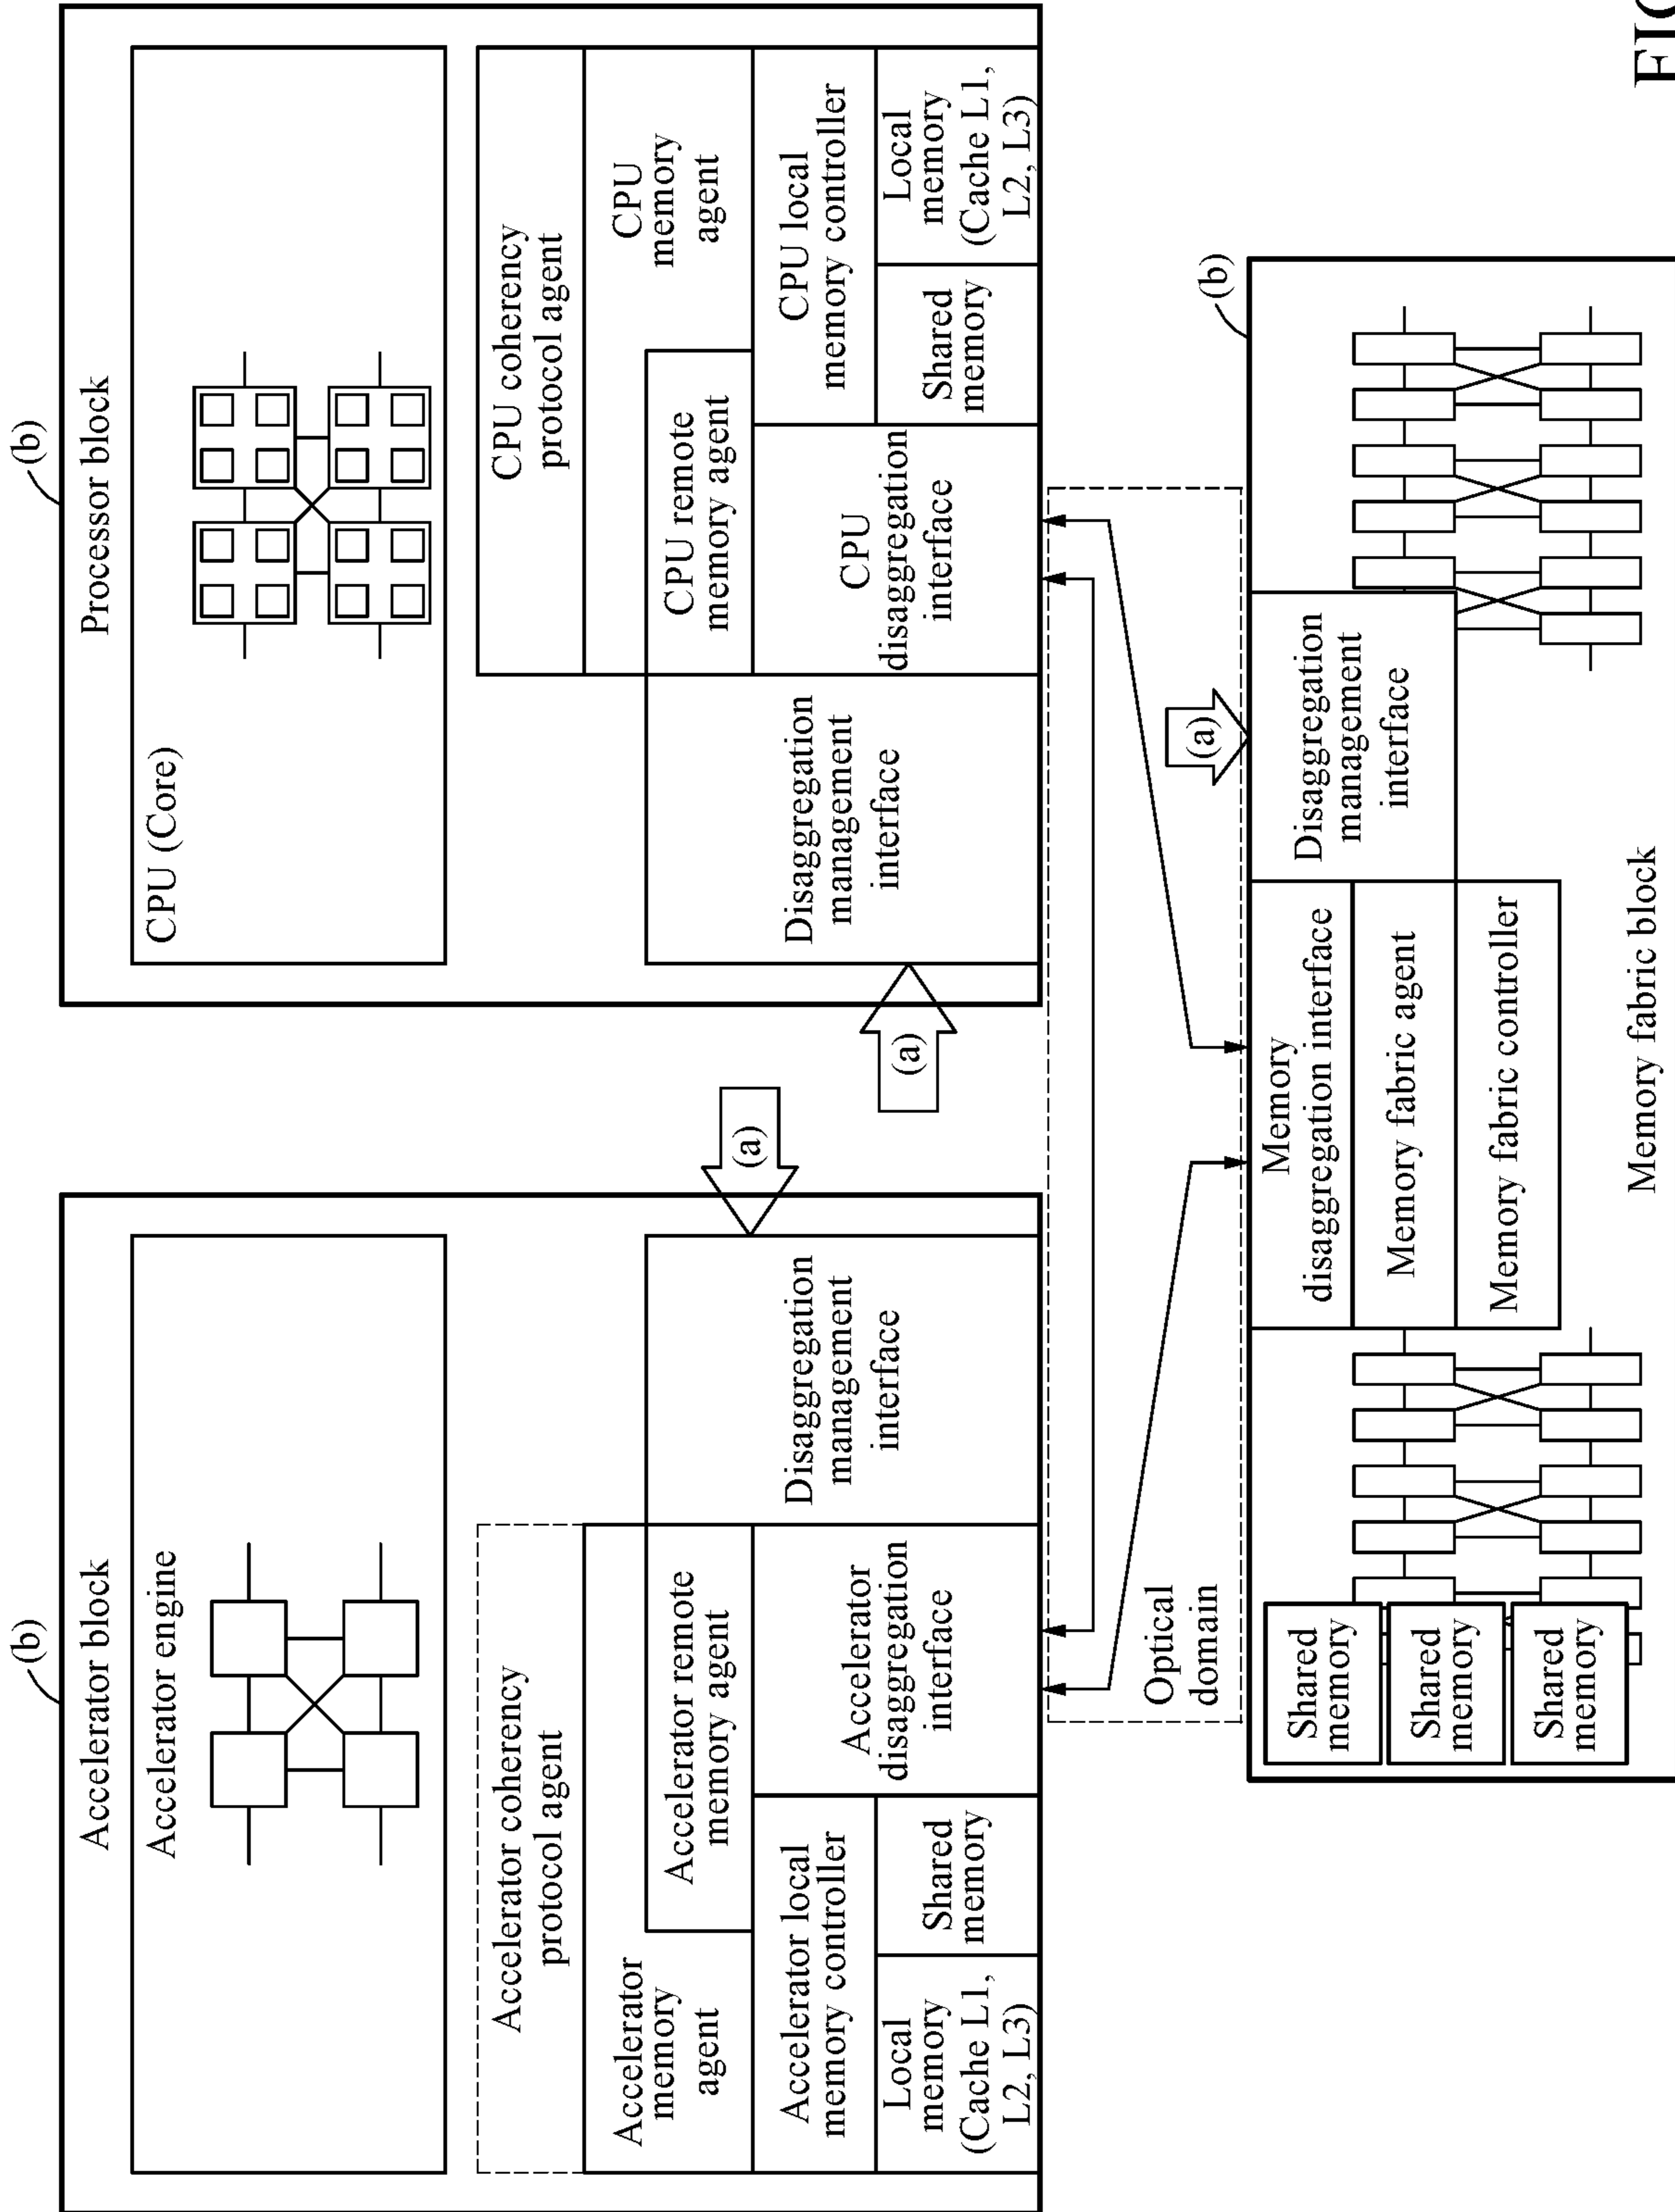 (b)
Accelerator block
Accelerator engine
Accelerator coherency
protocol agent
Accelerator
memory
agent
Accelerator remote
memory agent
Accelerator local
memory controller
Local
memory
(Cache L1,
L2, L3)
Shared
memory
Accelerator
disaggregation
interface
Disaggregation
management
interface
(a)
(b)
Processor block
CPU (Core)
CPU coherency
protocol agent
CPU
memory
agent
CPU remote
memory agent
CPU local
memory controller
Disaggregation
management
interface
CPU
disaggregation
interface
Shared
memory
Local
memory
(Cache L1,
L2, L3)
(a)
Optical
domain
(a)
(b)
Shared
memory
Shared
memory
Shared
memory
Memory
disaggregation interface
Memory fabric agent
Memory fabric controller
Disaggregation
management
interface
Memory fabric block